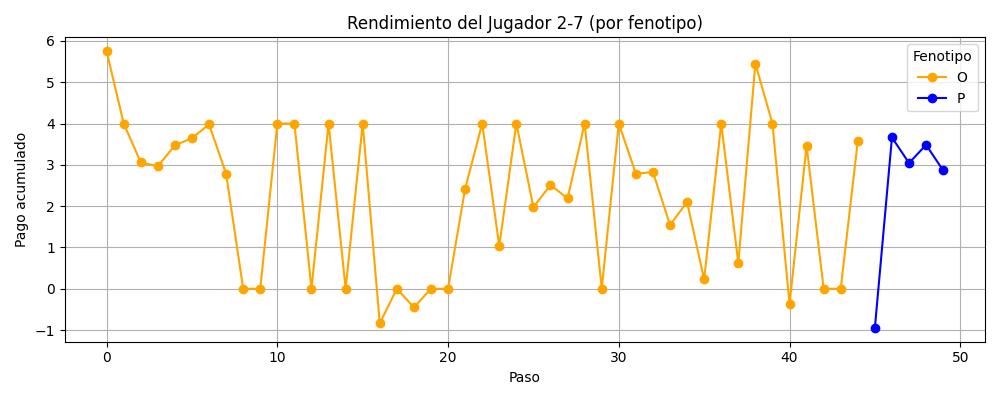 Rendimiento del Jugador 2-7 (por fenotipo)
Pago acumulado
6
5
4
3
2
1
0
−1
Fenotipo
O
P
0 10 20 30 40 50
Paso